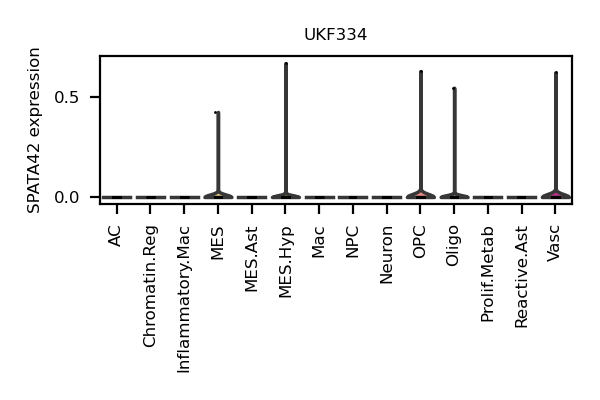 UKF334
SPATA42 expression
0.5
0.0
AC
Chromatin.Reg
Inflammatory.Mac
MES
MES.Ast
MES.Hyp
Mac
NPC
Neuron
OPC
Oligo
Prolif.Metab
Reactive.Ast
Vasc